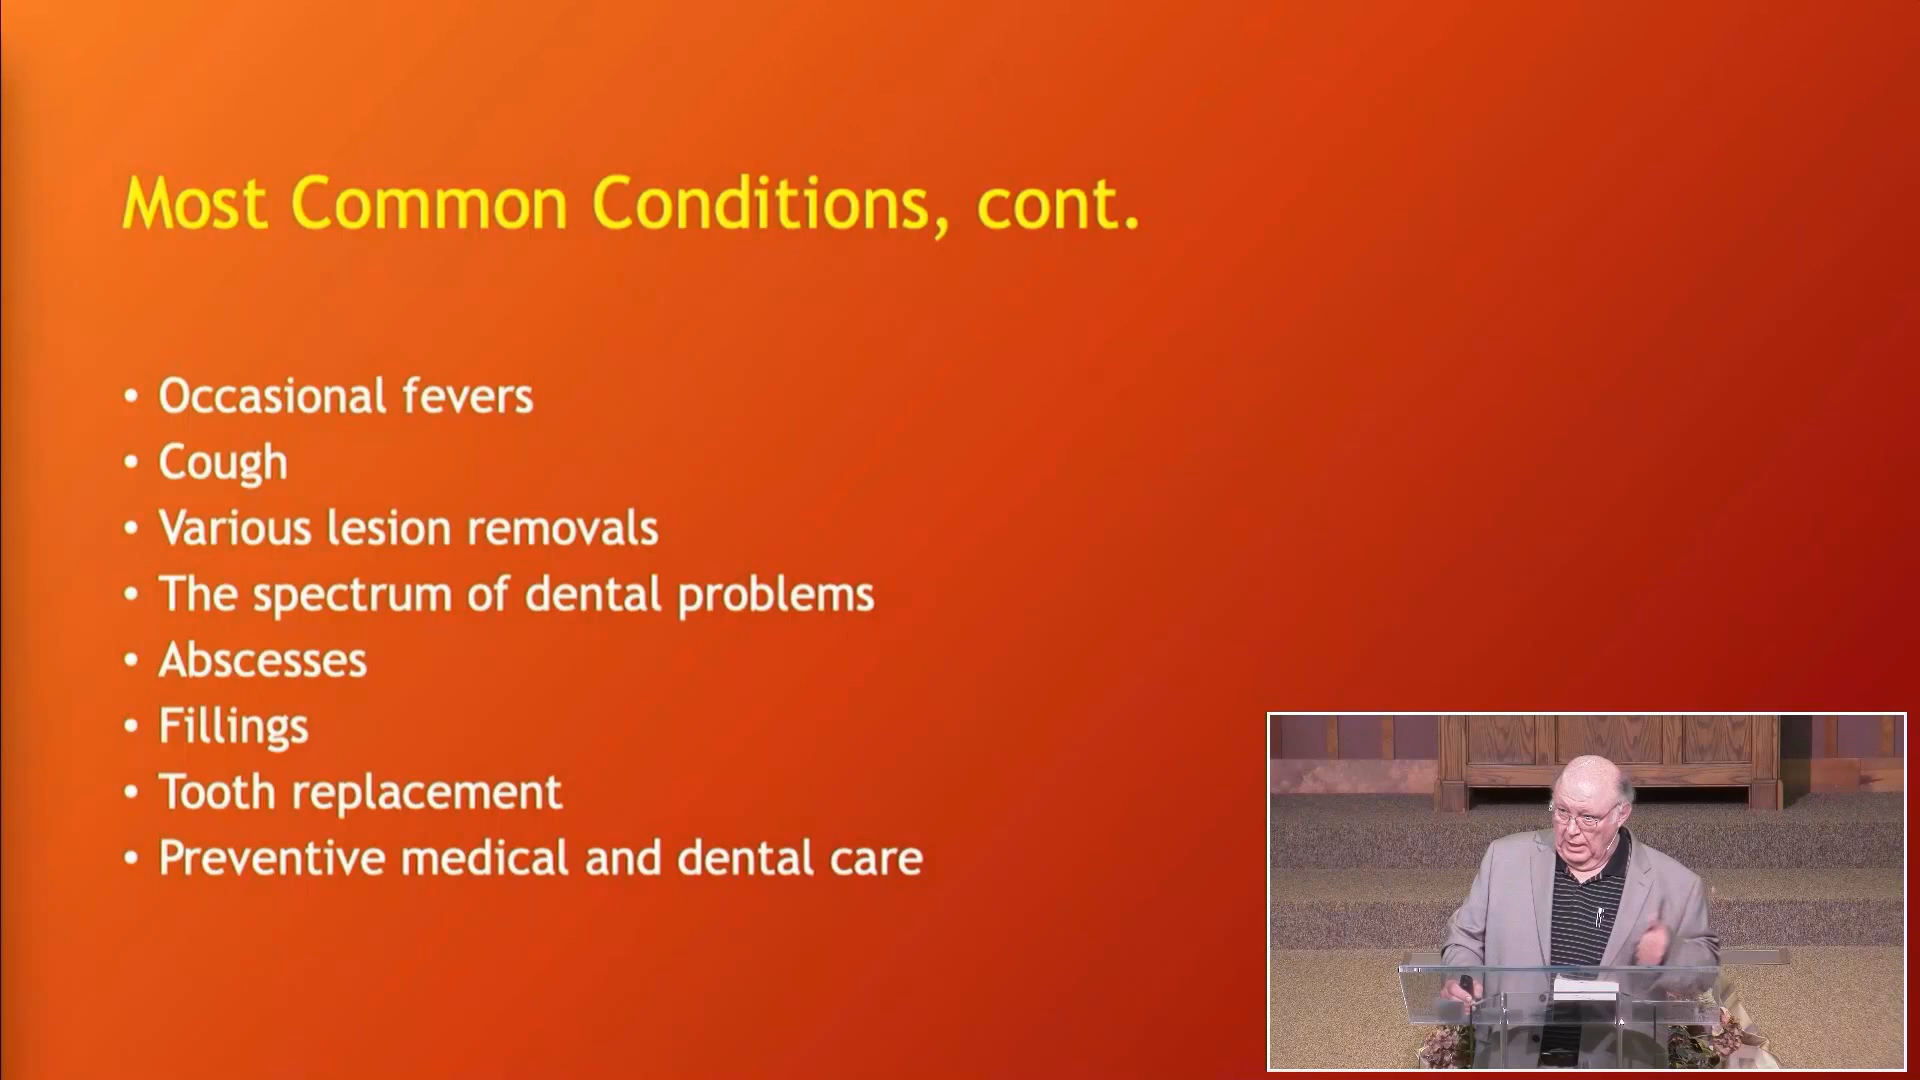 Most Common Conditions, cont.
• Occasional fevers
• Cough
• Various lesion removals
• The spectrum of dental problems
• Abscesses
• Fillings
• Tooth replacement
• Preventive medical and dental care